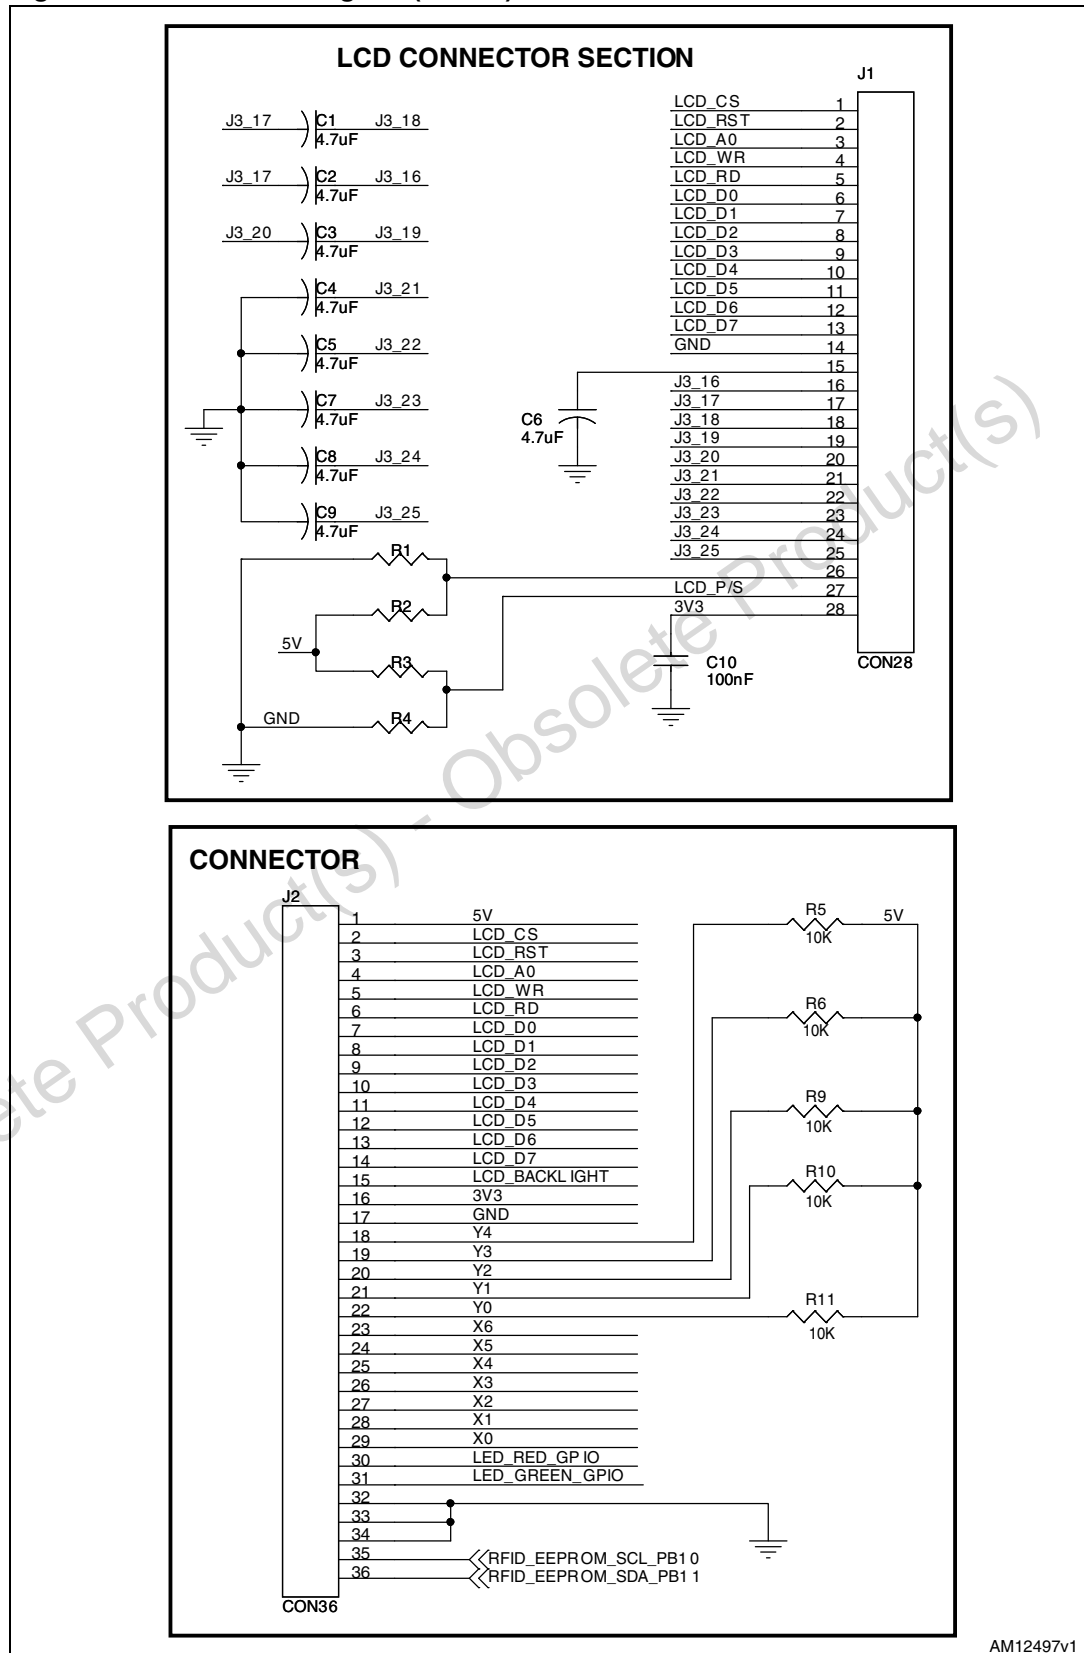 LCD CONNECTOR SECTION
J3_17 C1 J3_18
4.7uF
J3_17 C2 J3_16
4.7uF
J3_20 C3 J3_19
4.7uF
C4 J3_21
4.7uF
C5 J3_22
4.7uF
C7 J3_23
4.7uF
C8 J3_24
4.7uF
C9 J3_25
4.7uF
R1
R2
5V
R3
GND R4
C6
4.7uF
J1
LCD_CS 1
LCD_RST 2
LCD_A0 3
LCD_WR 4
LCD_RD 5
LCD_D0 6
LCD_D1 7
LCD_D2 8
LCD_D3 9
LCD_D4 10
LCD_D5 11
LCD_D6 12
LCD_D7 13
GND 14
15
J3_16 16
J3_17 17
J3_18 18
J3_19 19
J3_20 20
J3_21 21
J3_22 22
J3_23 23
J3_24 24
J3_25 25
26
LCD_P/S 27
3V3 28
C10
100nF
CON28
CONNECTOR
J2
1 5V
2 LCD_CS
3 LCD_RST
4 LCD_A0
5 LCD_WR
6 LCD_RD
7 LCD_D0
8 LCD_D1
9 LCD_D2
10 LCD_D3
11 LCD_D4
12 LCD_D5
13 LCD_D6
14 LCD_D7
15 LCD_BACKLIGHT
16 3V3
17 GND
18 Y4
19 Y3
20 Y2
21 Y1
22 Y0
23 X6
24 X5
25 X4
26 X3
27 X2
28 X1
29 X0
30 LED_RED_GPIO
31 LED_GREEN_GPIO
32
33
34
35 RFID_EEPROM_SCL_PB10
36 RFID_EEPROM_SDA_PB11
CON36
R5 5V
10K
R6
10K
R9
10K
R10
10K
R11
10K
AM12497v1
Product(s) - Obsolete Product(s)